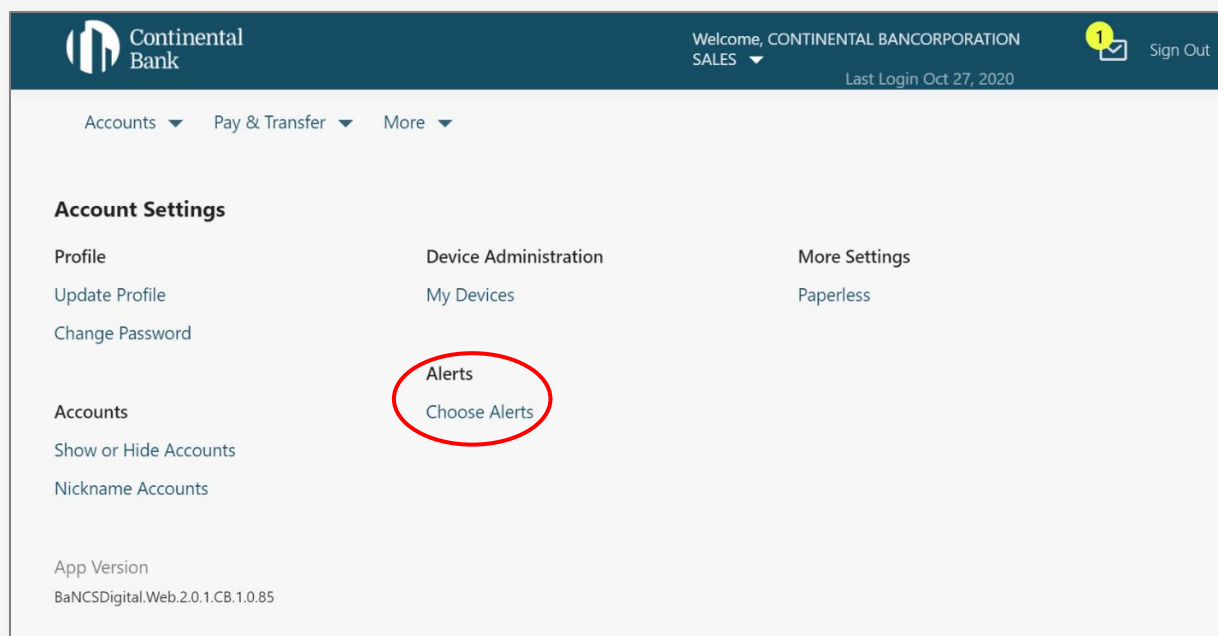 Continental
Bank
Welcome, CONTINENTAL BANCORPORATION
SALES
Last Login Oct 27, 2020
1
Sign Out
Accounts
Pay & Transfer
More
Account Settings
Profile
Update Profile
Change Password
Device Administration
My Devices
More Settings
Paperless
Alerts
Choose Alerts
Accounts
Show or Hide Accounts
Nickname Accounts
App Version
BaNCSDigital.Web.2.0.1.CB.1.0.85